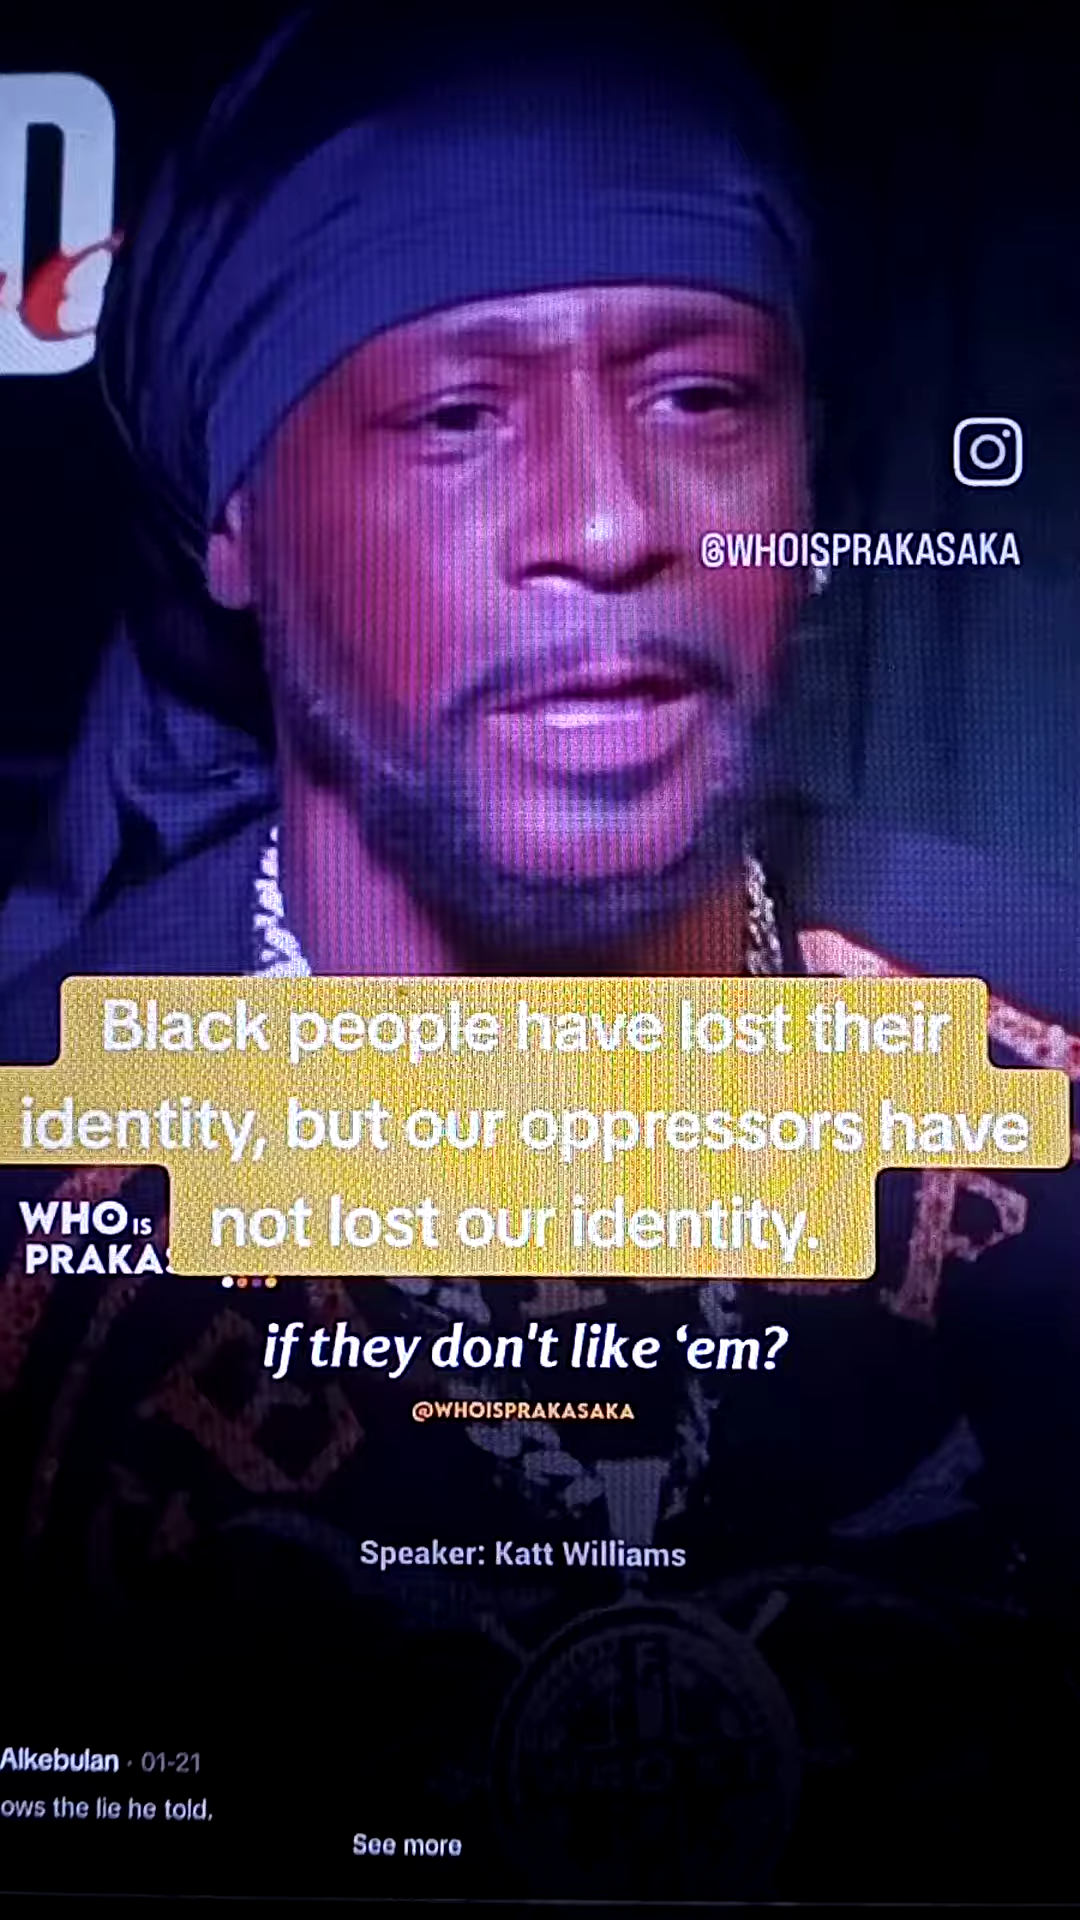 @WHOISPRAKASAKA
Black people have lost their
identity, but our oppressors have
not lost our identity.
WHO IS
PRAKA
if they don't like ‘em?
@WHOISPRAKASAKA
Speaker: Katt Williams
Alkebulan · 01-21
ows the lie he told,
See more